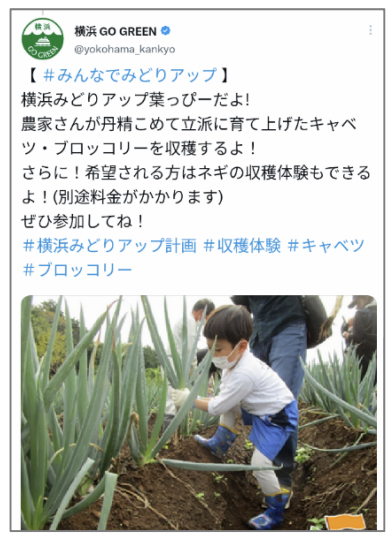 横浜
GO GREEN
横浜 GO GREEN
@yokohama_kankyo
【 #みんなでみどりアップ 】
横浜みどりアップ葉っぴーだよ!
農家さんが丹精こめて立派に育て上げたキャベ
ツ・ブロッコリーを収穫するよ！
さらに！希望される方はネギの収穫体験もできる
よ！(別途料金がかかります)
ぜひ参加してね！
#横浜みどりアップ計画 #収穫体験 #キャベツ
#ブロッコリー